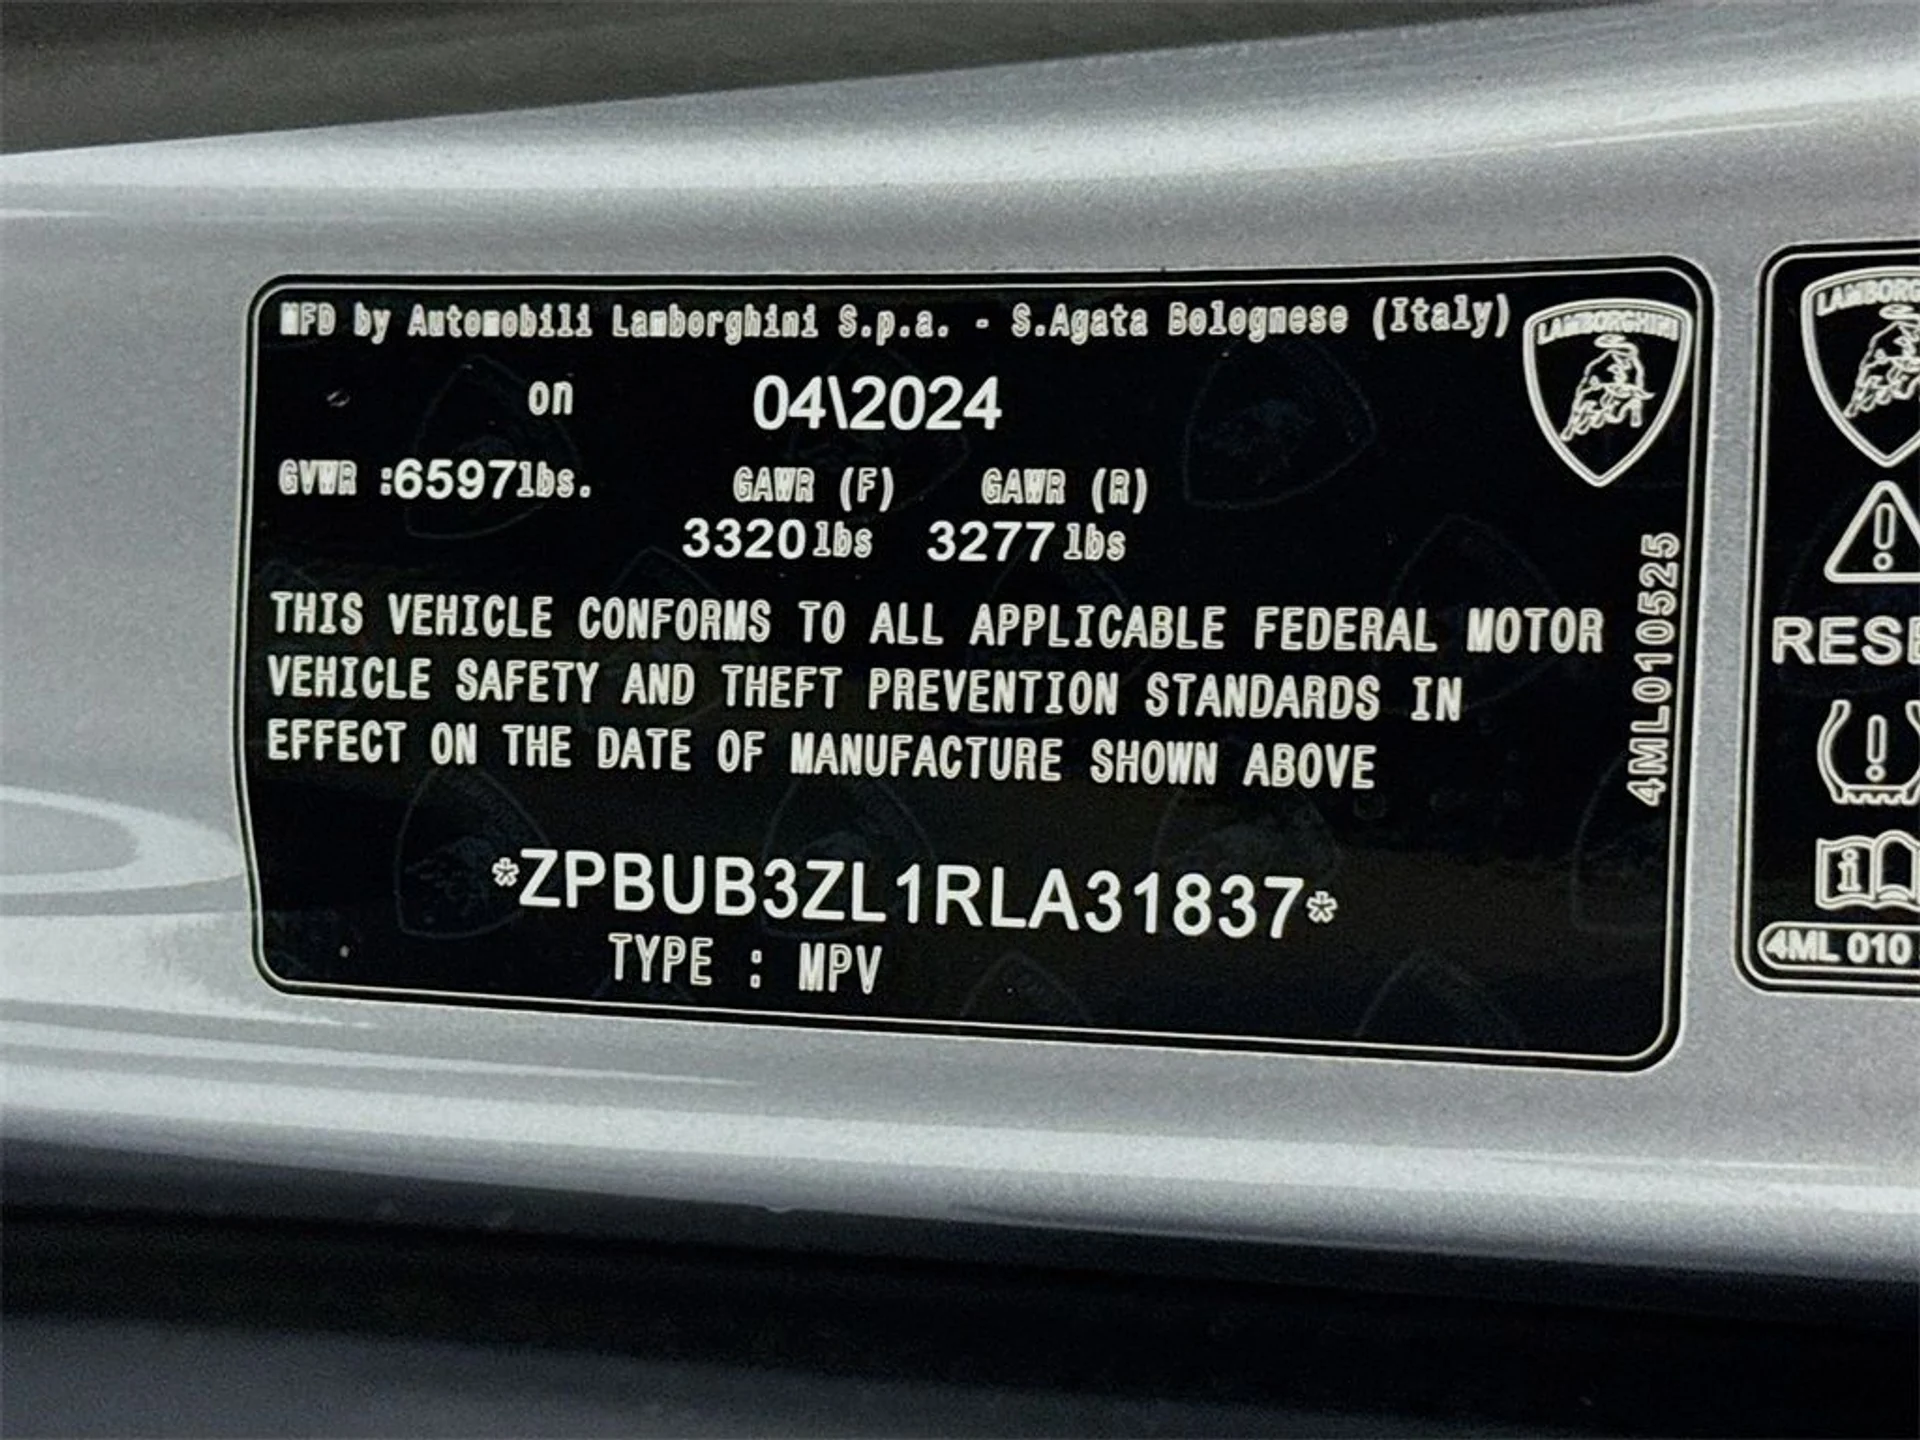 MFD by Automobili Lamborghini S.p.a. - S.Agata Bolognese (Italy)
on 04\2024
GVWR :6597lbs. GAWR (F) GAWR (R)
3320lbs 3277lbs
THIS VEHICLE CONFORMS TO ALL APPLICABLE FEDERAL MOTOR
VEHICLE SAFETY AND THEFT PREVENTION STANDARDS IN
EFFECT ON THE DATE OF MANUFACTURE SHOWN ABOVE
*ZPBUB3ZL1RLA31837*
TYPE : MPV
LAMBORGHINI
4ML010525
LAMBORG
RESE
4ML 010